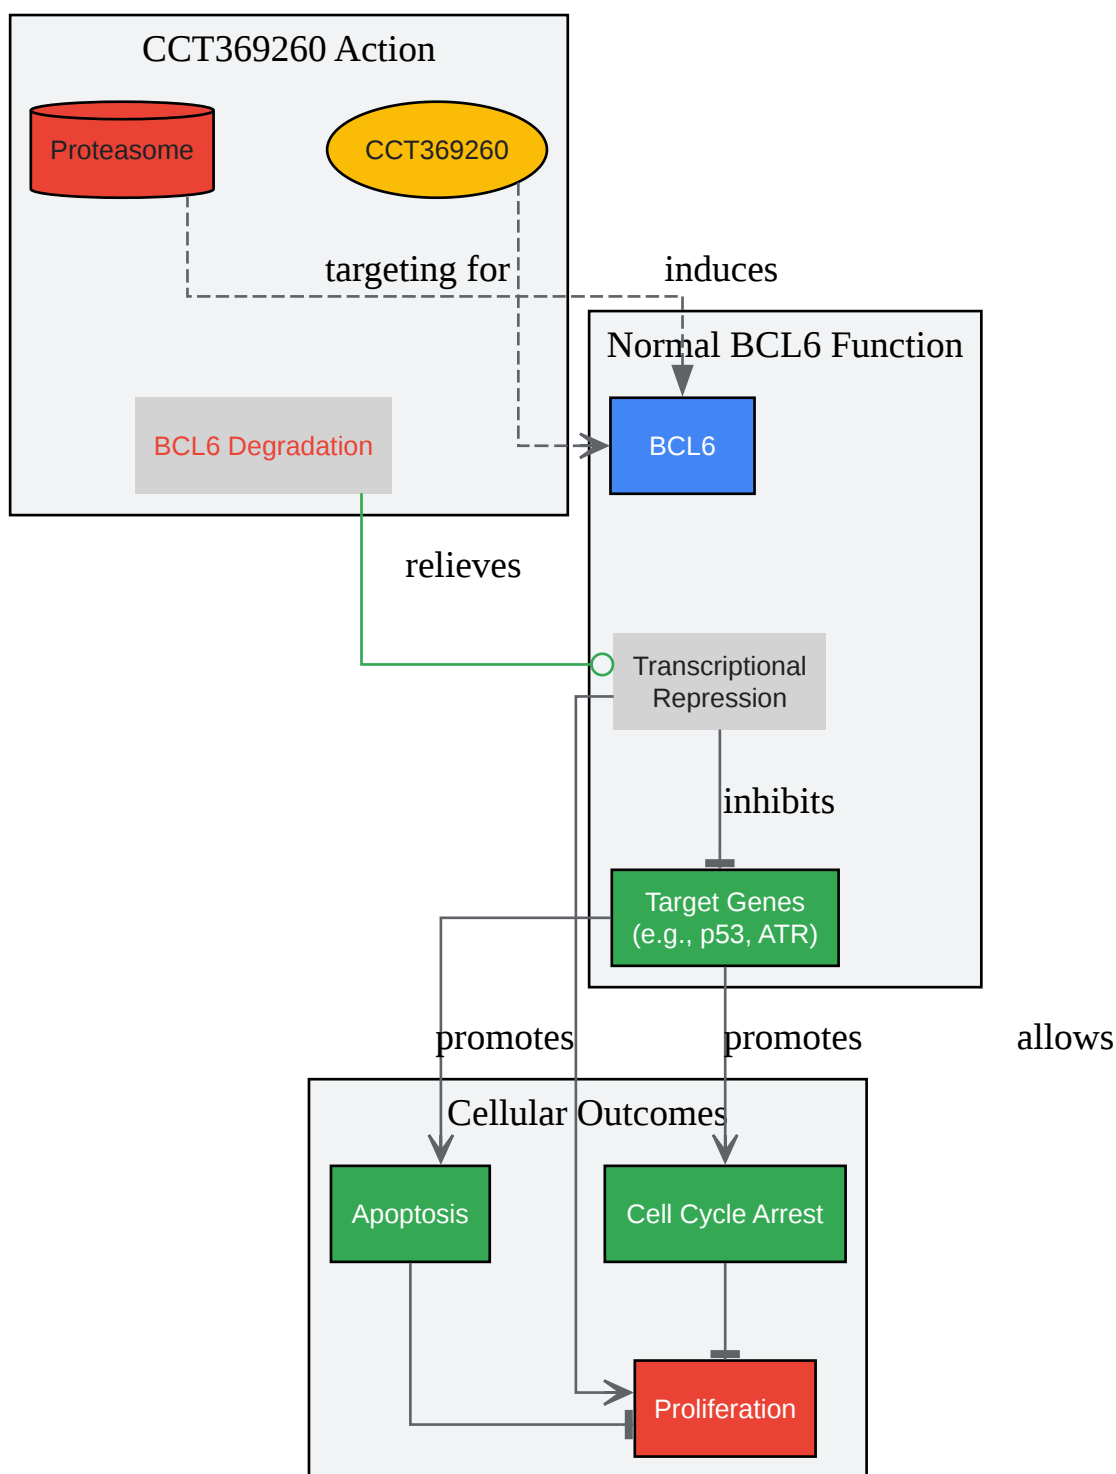 CCT369260 Action
Proteasome
CCT369260
targeting for
induces
Normal BCL6 Function
BCL6 Degradation
BCL6
relieves
Transcriptional
Repression
inhibits
Target Genes
(e.g., p53, ATR)
promotes
promotes
allows
Cellular Outcomes
Apoptosis
Cell Cycle Arrest
Proliferation